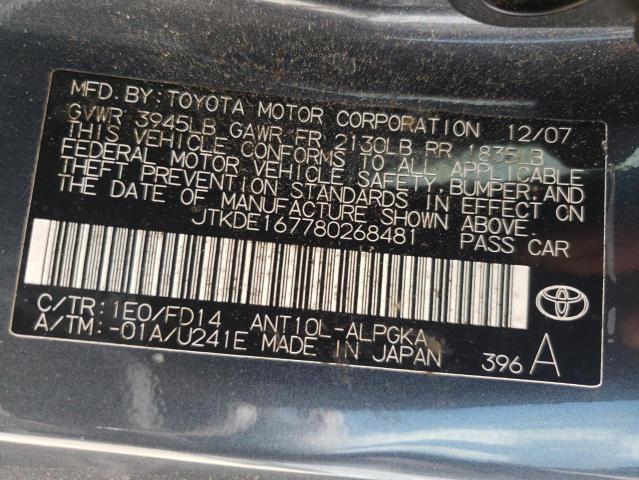 MFD. BY: TOYOTA MOTOR CORPORATION 12/07
GVWR 3945LB GAWR FR 2130LB RR 1835LB
THIS VEHICLE CONFORMS TO ALL APPLICABLE
FEDERAL MOTOR VEHICLE SAFETY, BUMPER, AND
THEFT PREVENTION STANDARDS IN EFFECT ON
THE DATE OF MANUFACTURE SHOWN ABOVE.
JTKDE167780268481 PASS CAR
C/TR: 1E0/FD14 ANT10L-ALPGKA
A/TM: -01A/U241E MADE IN JAPAN
396 A